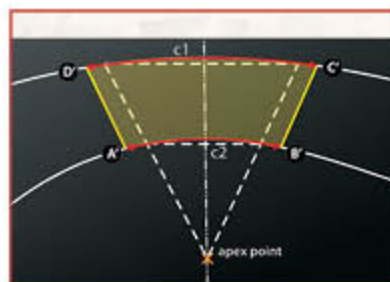 c1
D' C'
A' B'
c2
apex point